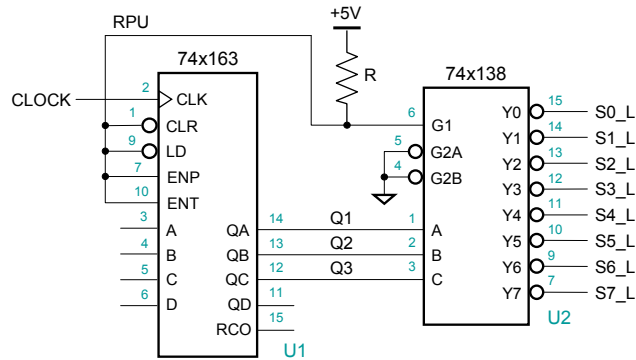 +5V
RPU
R
74x163
74x138
CLOCK
2
CLK
1
CLR
9
LD
7
ENP
10
ENT
3
A
4
B
5
C
6
D
QA
14
Q1
QB
13
Q2
QC
12
Q3
QD
11
RCO
15
U1
6
G1
5
G2A
4
G2B
1
A
2
B
3
C
Y0
15
S0_L
Y1
14
S1_L
Y2
13
S2_L
Y3
12
S3_L
Y4
11
S4_L
Y5
10
S5_L
Y6
9
S6_L
Y7
7
S7_L
U2